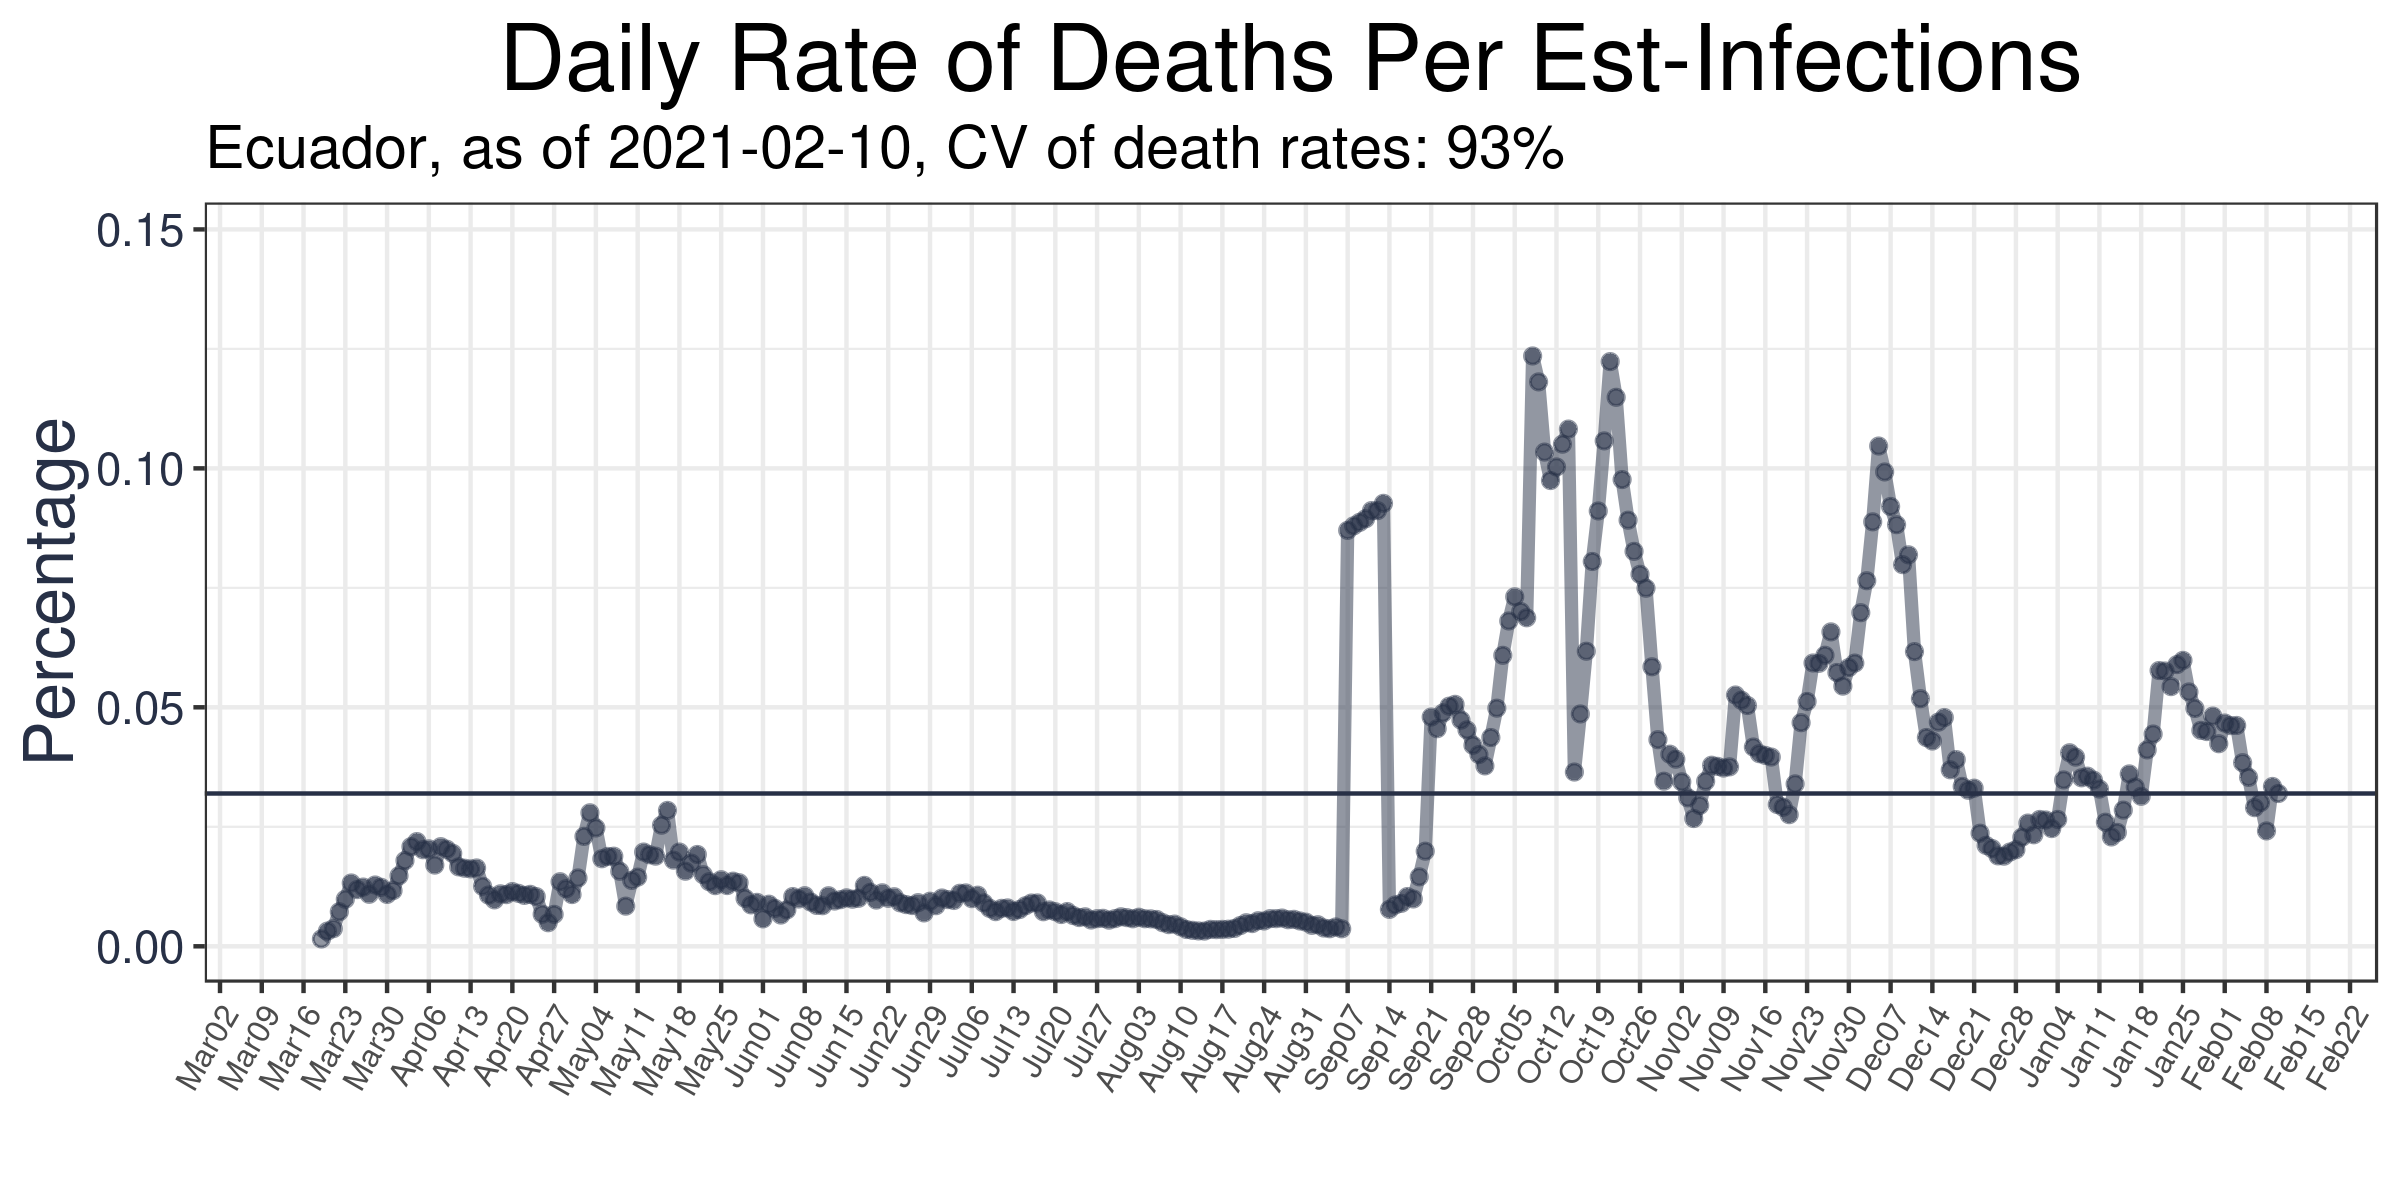 Daily Rate of Deaths Per Est-Infections
Ecuador, as of 2021-02-10, CV of death rates: 93%
Percentage
0.15
0.10
0.05
0.00
Mar02
Mar09
Mar16
Mar23
Mar30
Apr06
Apr13
Apr20
Apr27
May04
May11
May18
May25
Jun01
Jun08
Jun15
Jun22
Jun29
Jul06
Jul13
Jul20
Jul27
Aug03
Aug10
Aug17
Aug24
Aug31
Sep07
Sep14
Sep21
Sep28
Oct05
Oct12
Oct19
Oct26
Nov02
Nov09
Nov16
Nov23
Nov30
Dec07
Dec14
Dec21
Dec28
Jan04
Jan11
Jan18
Jan25
Feb01
Feb08
Feb15
Feb22